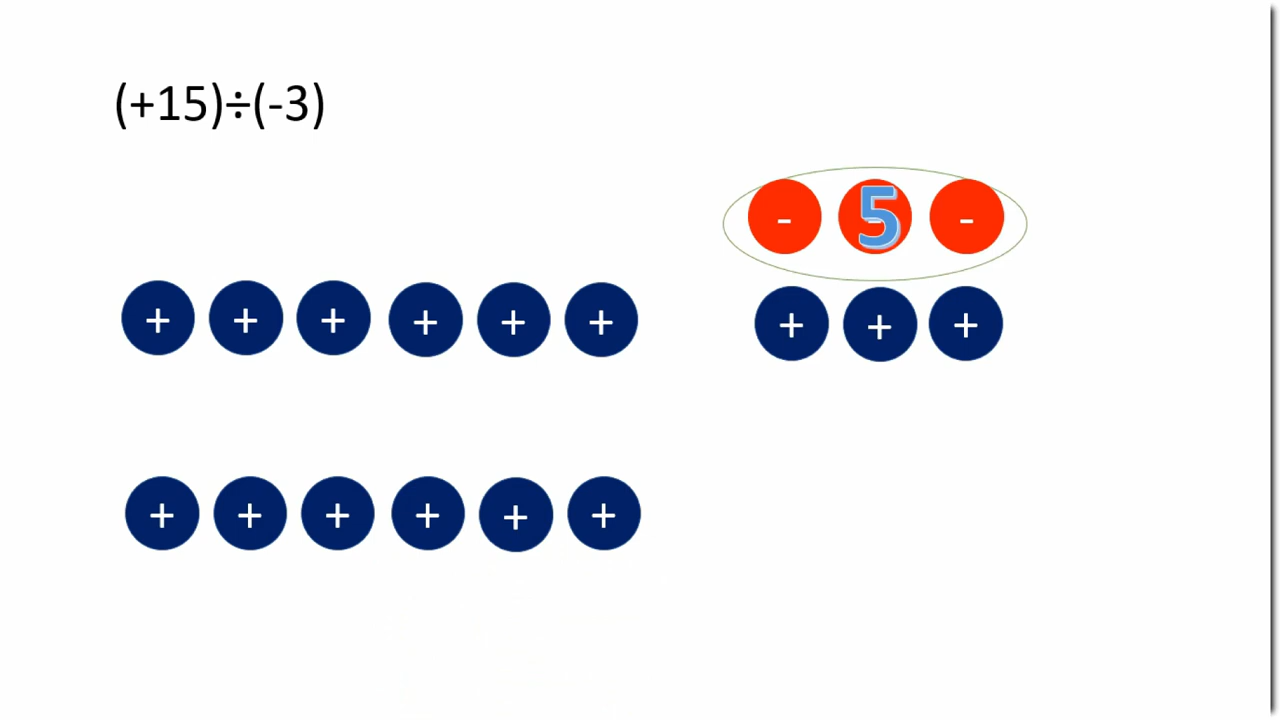 (+15)÷(-3)
- 5 -
+ + + + + + + + +
+ + + + + +